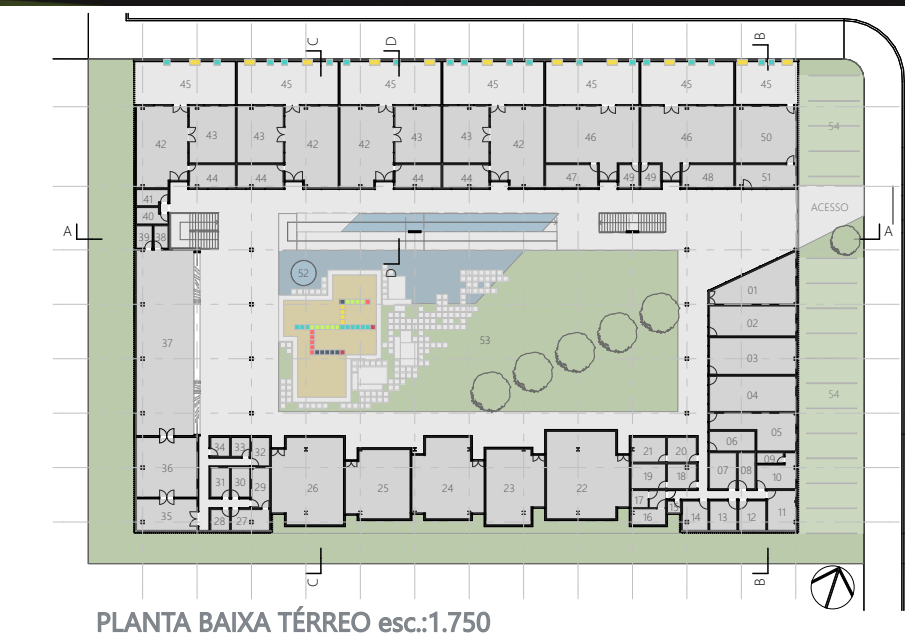 C D B
45 45 45 45 45 45 45
42 43 43 42 42 43 43 42 46 46 50 54
44 44 44 44 47 49 49 48 51
41
40
39 38
ACESSO
A A
D
52
01
02
53
37 03
04 54
05
06
34 33 32 21 20
09
36 26 25 24 23 22 19 18 07 08 10
31 30 29
17 15
35 28 27 16 14 13 12 11
C B
PLANTA BAIXA TÉRREO esc.:1.750